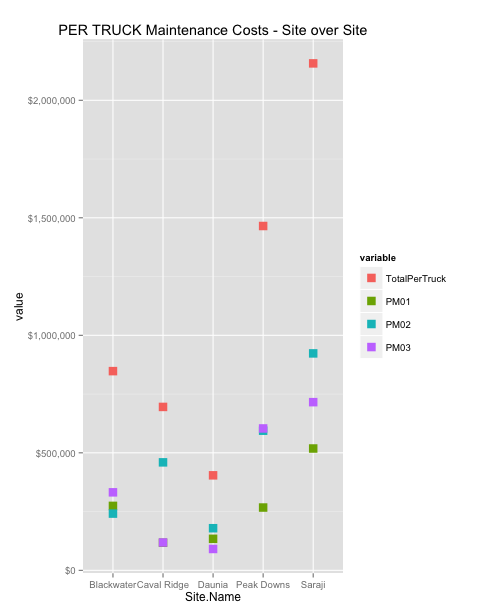 PER TRUCK Maintenance Costs - Site over Site
$2,000,000
$1,500,000
$1,000,000
$500,000
$0
value
Blackwater Caval Ridge Daunia Peak Downs Saraji
Site.Name
variable
TotalPerTruck
PM01
PM02
PM03